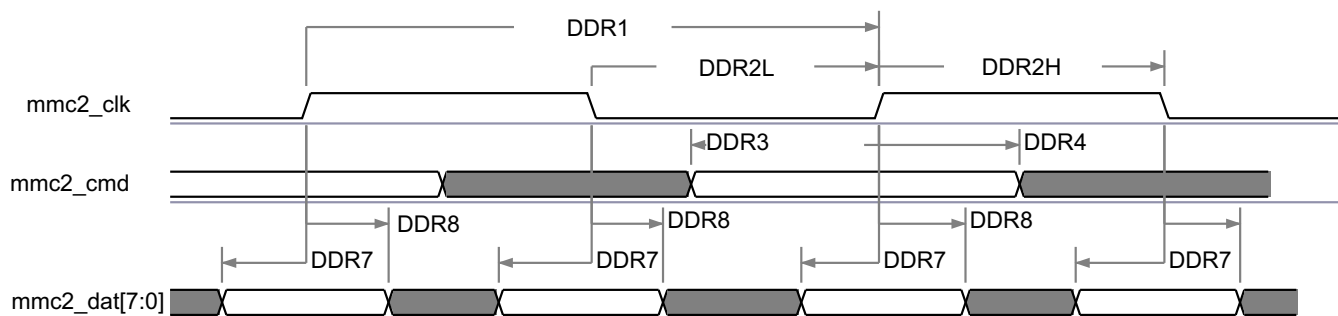 DDR1
DDR2L DDR2H
mmc2_clk
DDR3 DDR4
mmc2_cmd
DDR8 DDR8 DDR8
DDR7 DDR7 DDR7 DDR7
mmc2_dat[7:0]